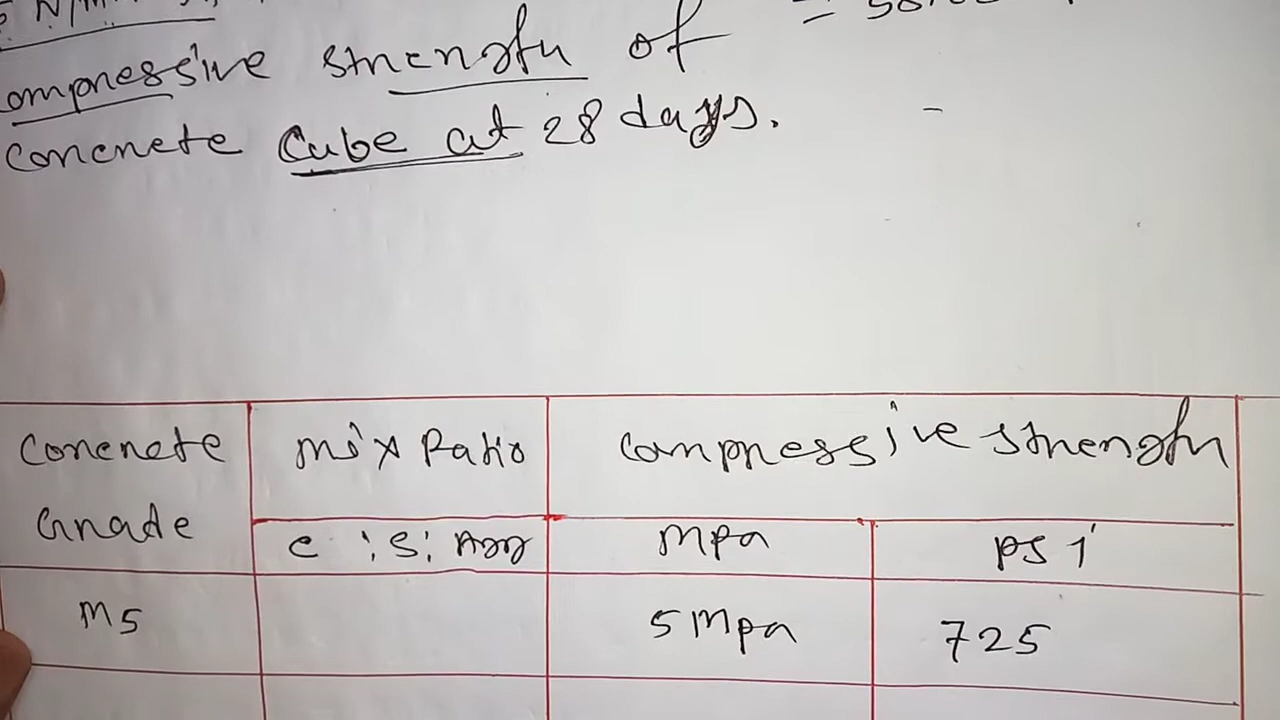 compressive strength of
concrete Cube at 28 days.
concrete mix Ratio compressive strength
Grade
c : S : Agg mpa psi
M5 5 mpa 725